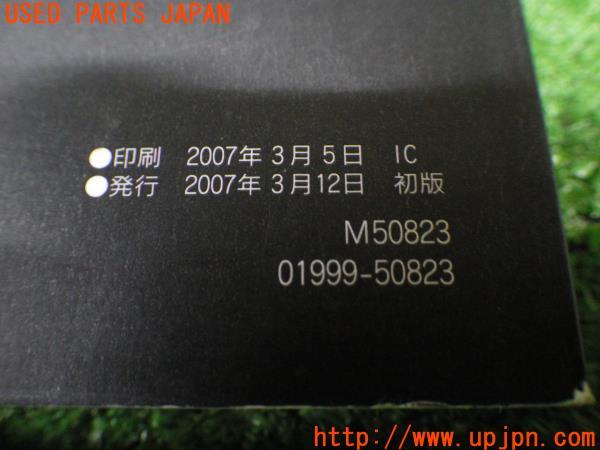 USED PARTS JAPAN
●印刷 2007年3月5日 IC
●発行 2007年3月12日 初版
M50823
01999-50823
http://www.upjpn.com